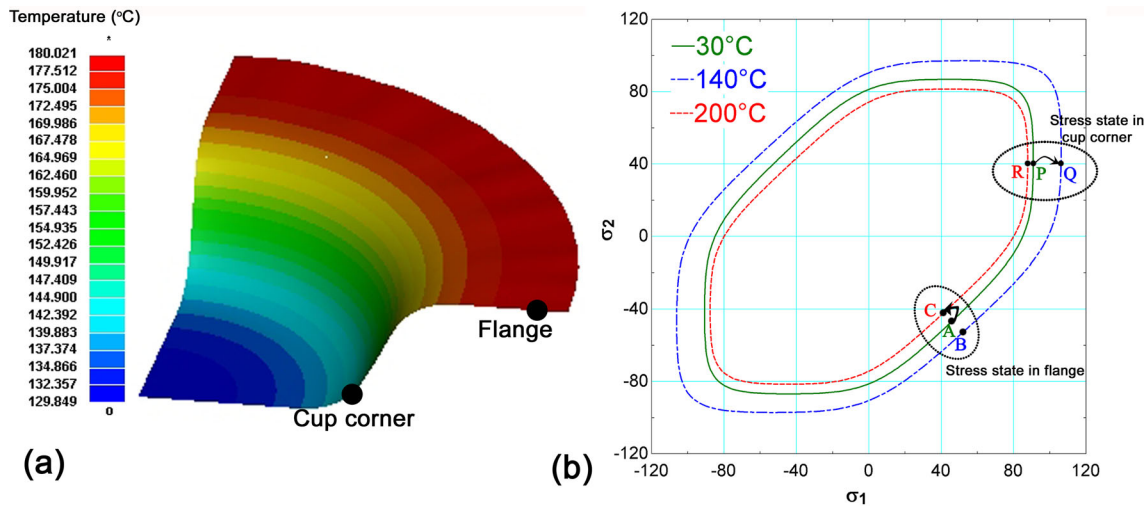 Temperature (°C)
*
180.021
177.512
175.004
172.495
169.986
167.478
164.969
162.460
159.952
157.443
154.935
152.426
149.917
147.409
144.900
142.392
139.883
137.374
134.866
132.357
129.849
0
Flange
Cup corner
(a)
120
80
40
0
-40
-80
-120
σ2
30°C
140°C
200°C
Stress state in
cup corner
R
P
Q
C
A
B
Stress state in flange
-120
-80
-40
0
40
80
120
σ1
(b)